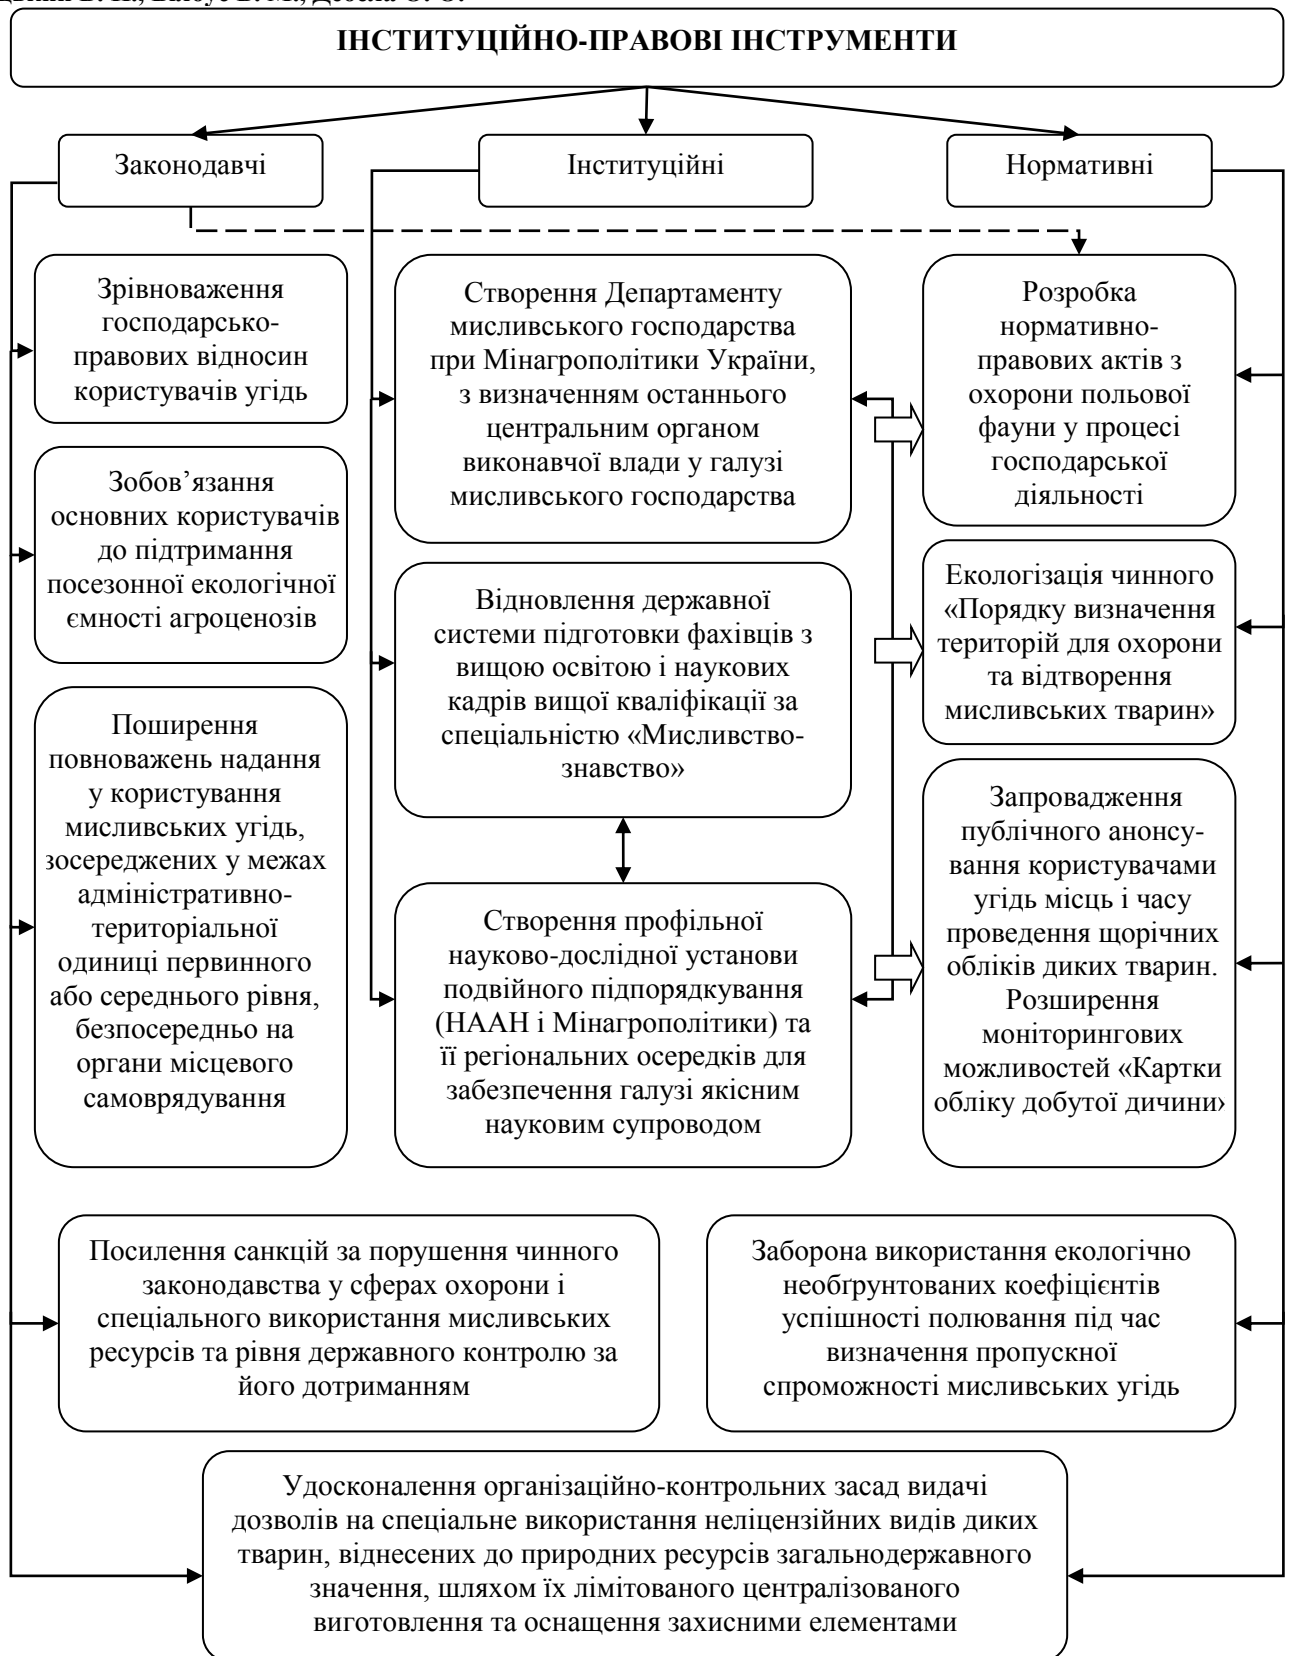 ІНСТИТУЦІЙНО-ПРАВОВІ ІНСТРУМЕНТИ
Законодавчі
Інституційні
Нормативні
Зрівноваження
господарсько-
правових відносин
користувачів угідь
Зобов’язання
основних користувачів
до підтримання
посезонної екологічної
ємності агроценозів
Поширення
повноважень надання
у користування
мисливських угідь,
зосереджених у межах
адміністративно-
територіальної
одиниці первинного
або середнього рівня,
безпосередньо на
органи місцевого
самоврядування
Створення Департаменту
мисливського господарства
при Мінагрополітики України,
з визначенням останнього
центральним органом
виконавчої влади у галузі
мисливського господарства
Відновлення державної
системи підготовки фахівців з
вищою освітою і наукових
кадрів вищої кваліфікації за
спеціальністю «Мисливство-
знавство»
Створення профільної
науково-дослідної установи
подвійного підпорядкування
(НААН і Мінагрополітики) та
її регіональних осередків для
забезпечення галузі якісним
науковим супроводом
Розробка
нормативно-
правових актів з
охорони польової
фауни у процесі
господарської
діяльності
Екологізація чинного
«Порядку визначення
територій для охорони
та відтворення
мисливських тварин»
Запровадження
публічного анонсу-
вання користувачами
угідь місць і часу
проведення щорічних
обліків диких тварин.
Розширення
моніторингових
можливостей «Картки
обліку добутої дичини»
Посилення санкцій за порушення чинного
законодавства у сферах охорони і
спеціального використання мисливських
ресурсів та рівня державного контролю за
його дотриманням
Заборона використання екологічно
необґрунтованих коефіцієнтів
успішності полювання під час
визначення пропускної
спроможності мисливських угідь
Удосконалення організаційно-контрольних засад видачі
дозволів на спеціальне використання неліцензійних видів диких
тварин, віднесених до природних ресурсів загальнодержавного
значення, шляхом їх лімітованого централізованого
виготовлення та оснащення захисними елементами